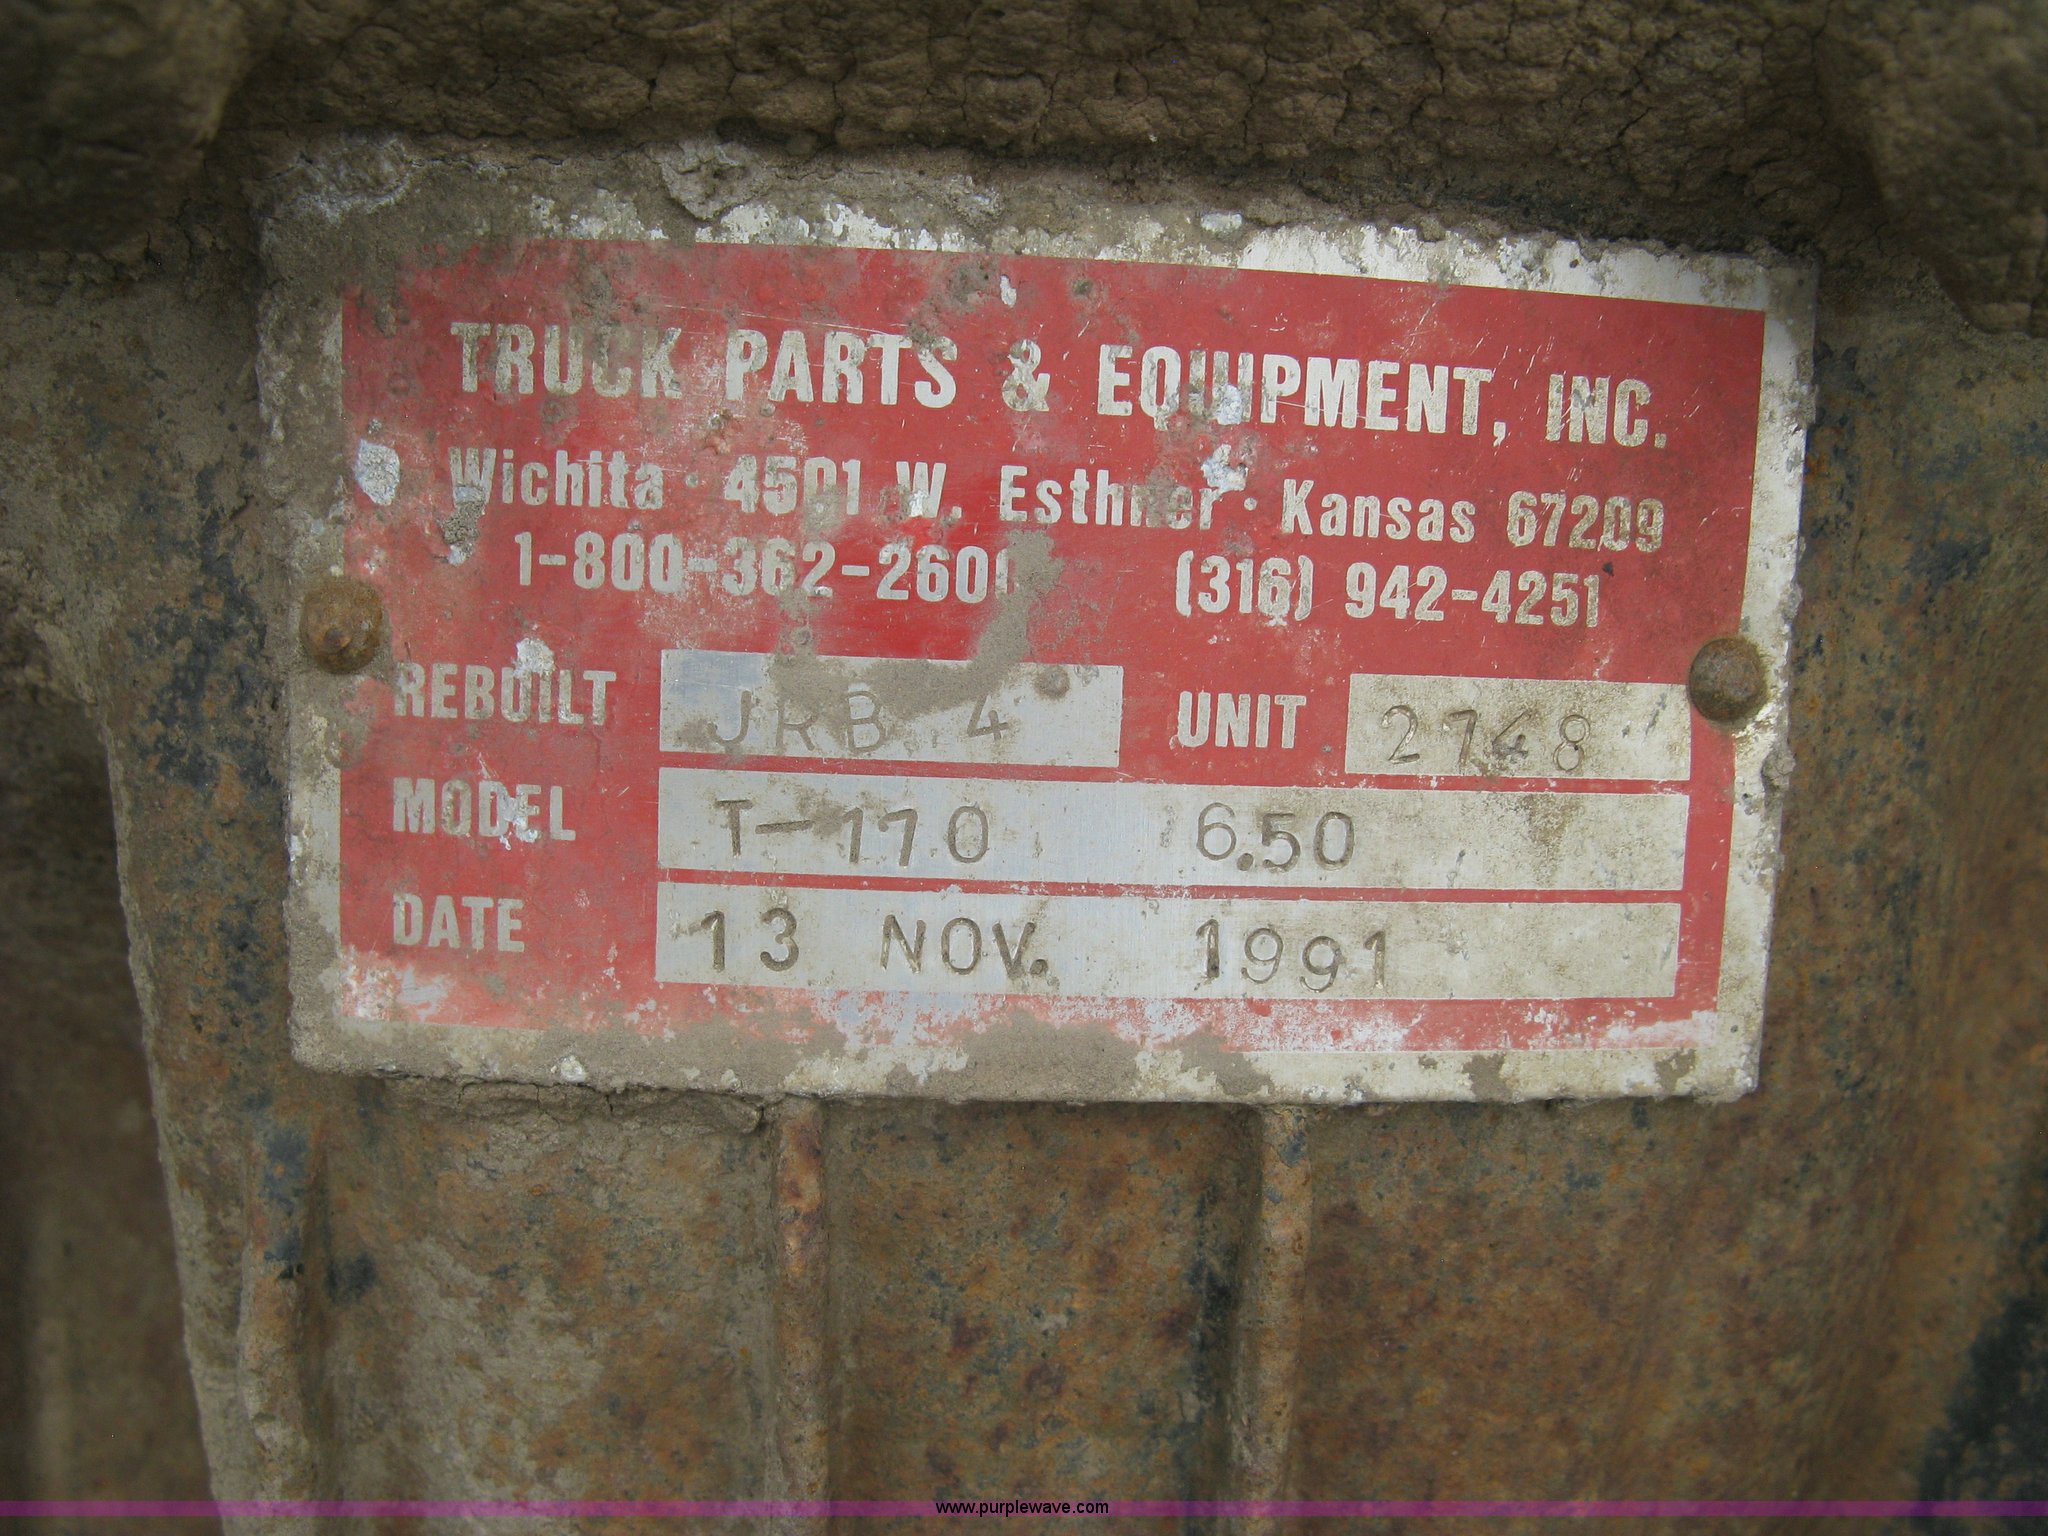 TRUCK PARTS & EQUIPMENT, INC.
Wichita · 4501 W. Esthner · Kansas 67209
1-800-362-2600 (316) 942-4251
REBUILT JRB 4 UNIT 2748
MODEL T-170 6.50
DATE 13 NOV. 1991
www.purplewave.com